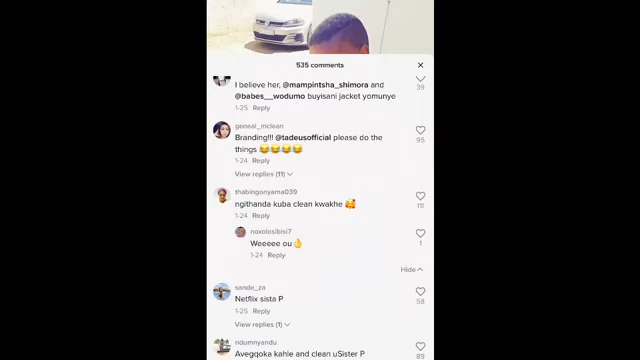 535 comments
I believe her, @mampintsha_shimora and
39
@babes__wodumo buyisani jacket yomunye
1-25 Reply
geneal_mclean
Branding!!! @tadeusofficial please do the
95
things 😂😂😂😂
1-24 Reply
View replies (11)
thabingonyama039
ngithanda kuba clean kwakhe 🥰
111
1-24 Reply
noxolosibisi7
Weeeee ou👌
1
1-24 Reply
Hide
sande_za
Netflix sista P
58
1-25 Reply
View replies (1)
ndumnyandu
Avegqoka kahle and clean uSister P
89